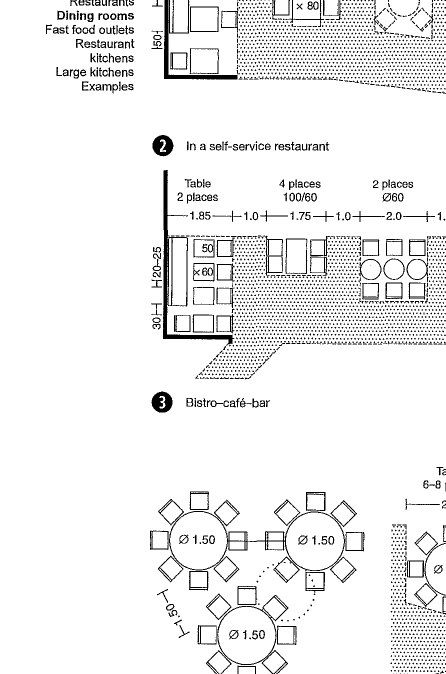 Restaurants
Dining rooms
Fast food outlets
Restaurant
kitchens
Large kitchens
Examples
50
× 80
2 In a self-service restaurant
Table
2 places
4 places
100/60
2 places
Ø60
1.85
1.0
1.75
1.0
2.0
1.
50
×60
20–25
30
3 Bistro–café–bar
Ta
6–8
2
Ø 1.50
Ø 1.50
Ø
1.50
Ø 1.50